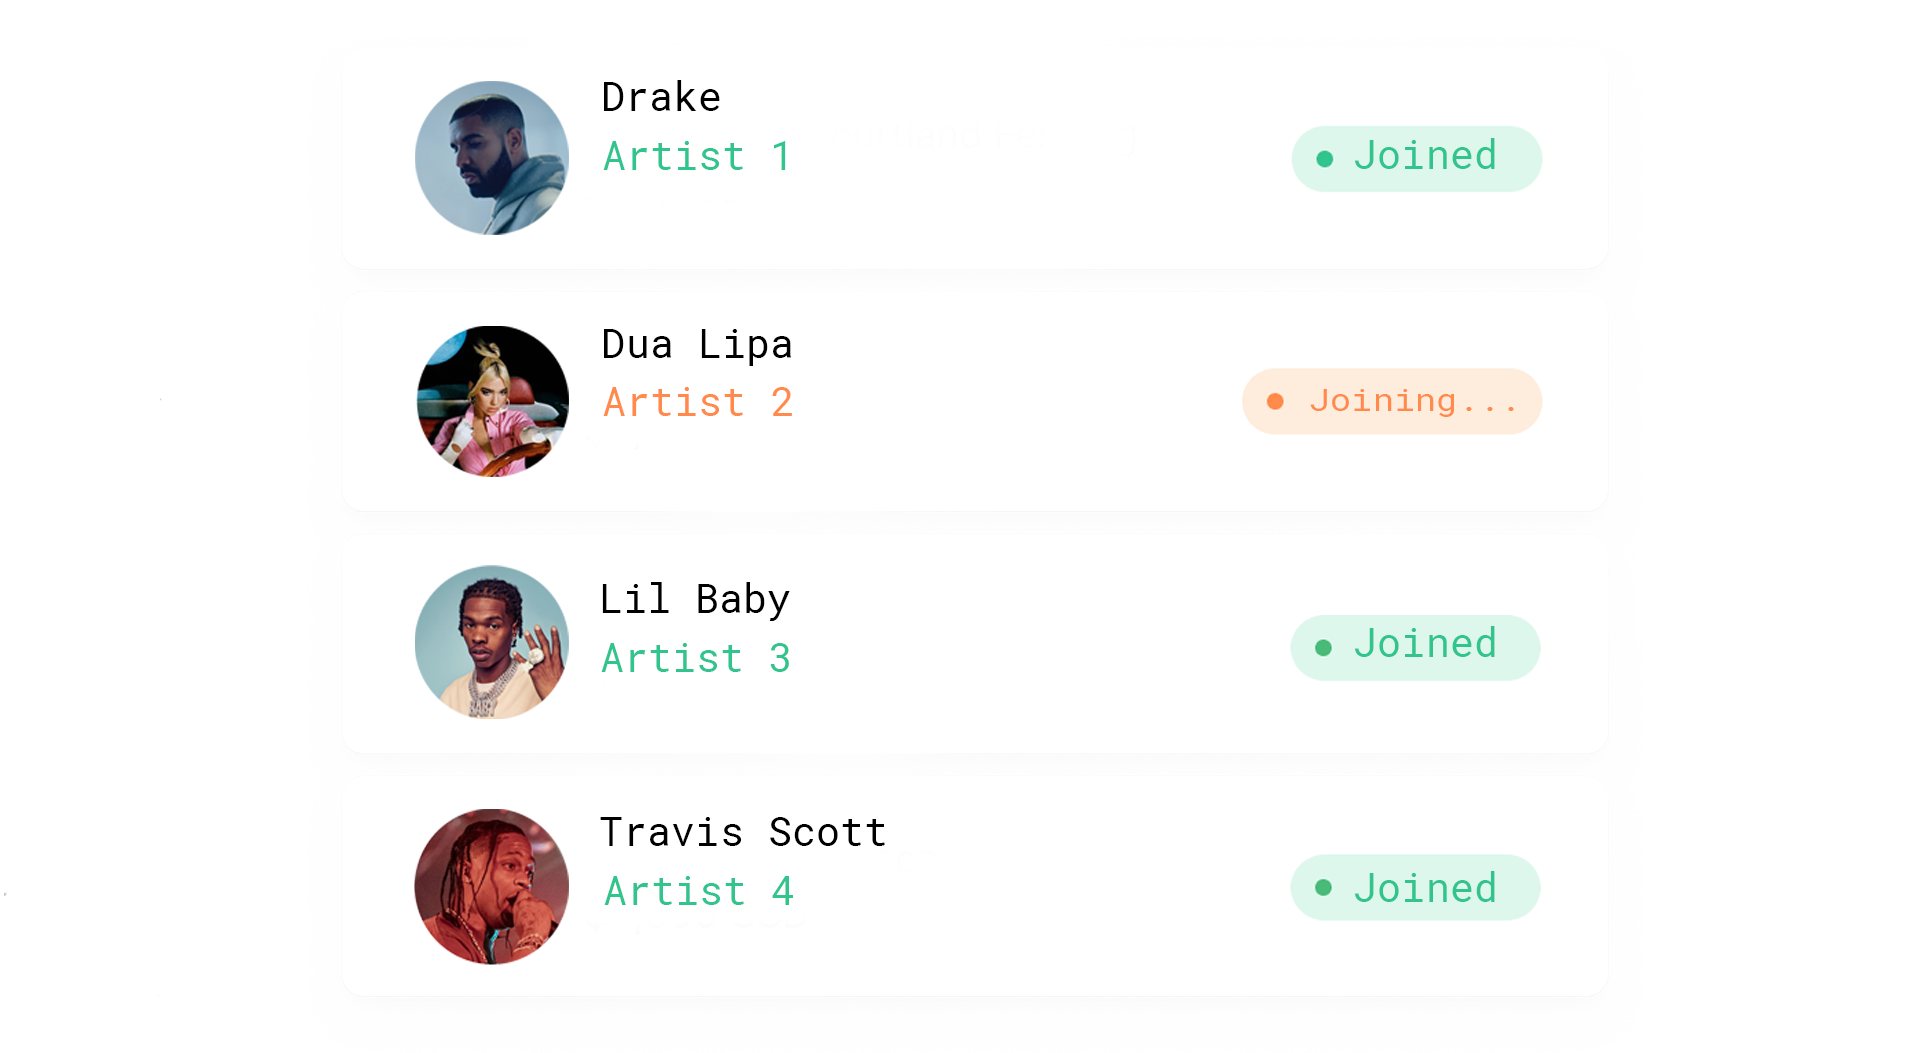 Drake
Artist 1
Joined
Dua Lipa
Artist 2
Joining...
Lil Baby
Artist 3
Joined
Travis Scott
Artist 4
Joined